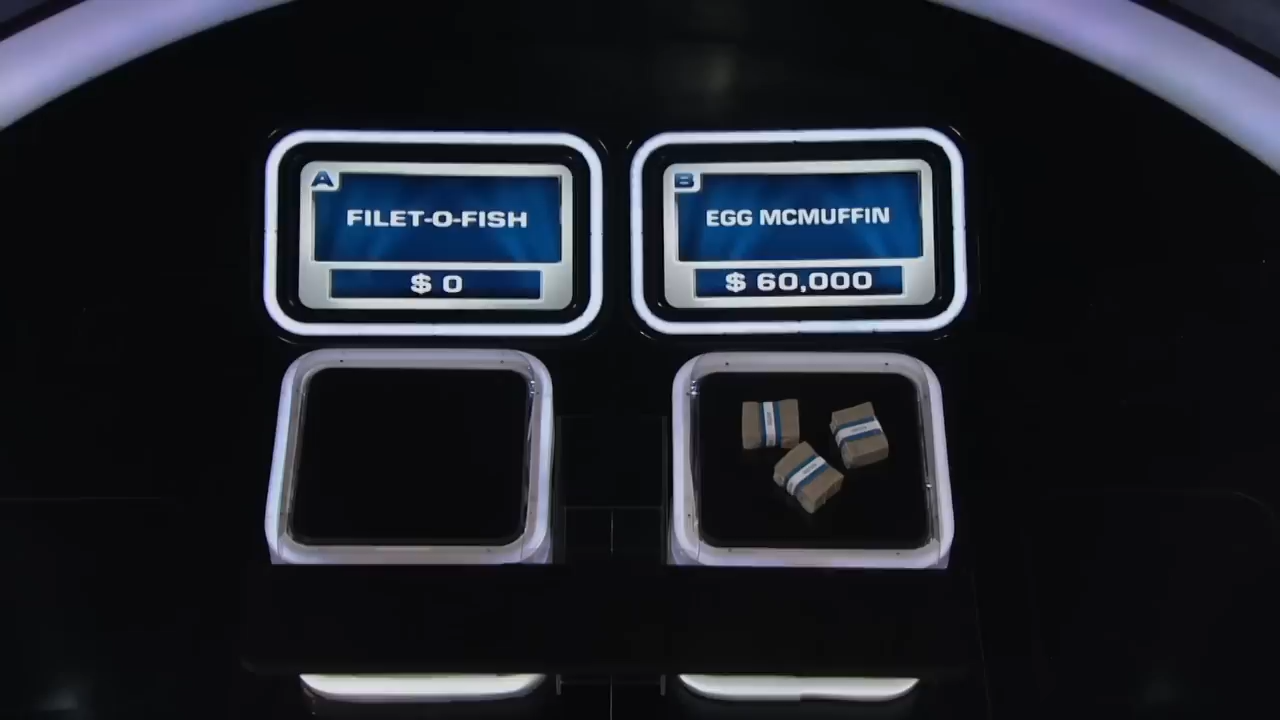 A
FILET-O-FISH
$ 0
B
EGG MCMUFFIN
$ 60,000